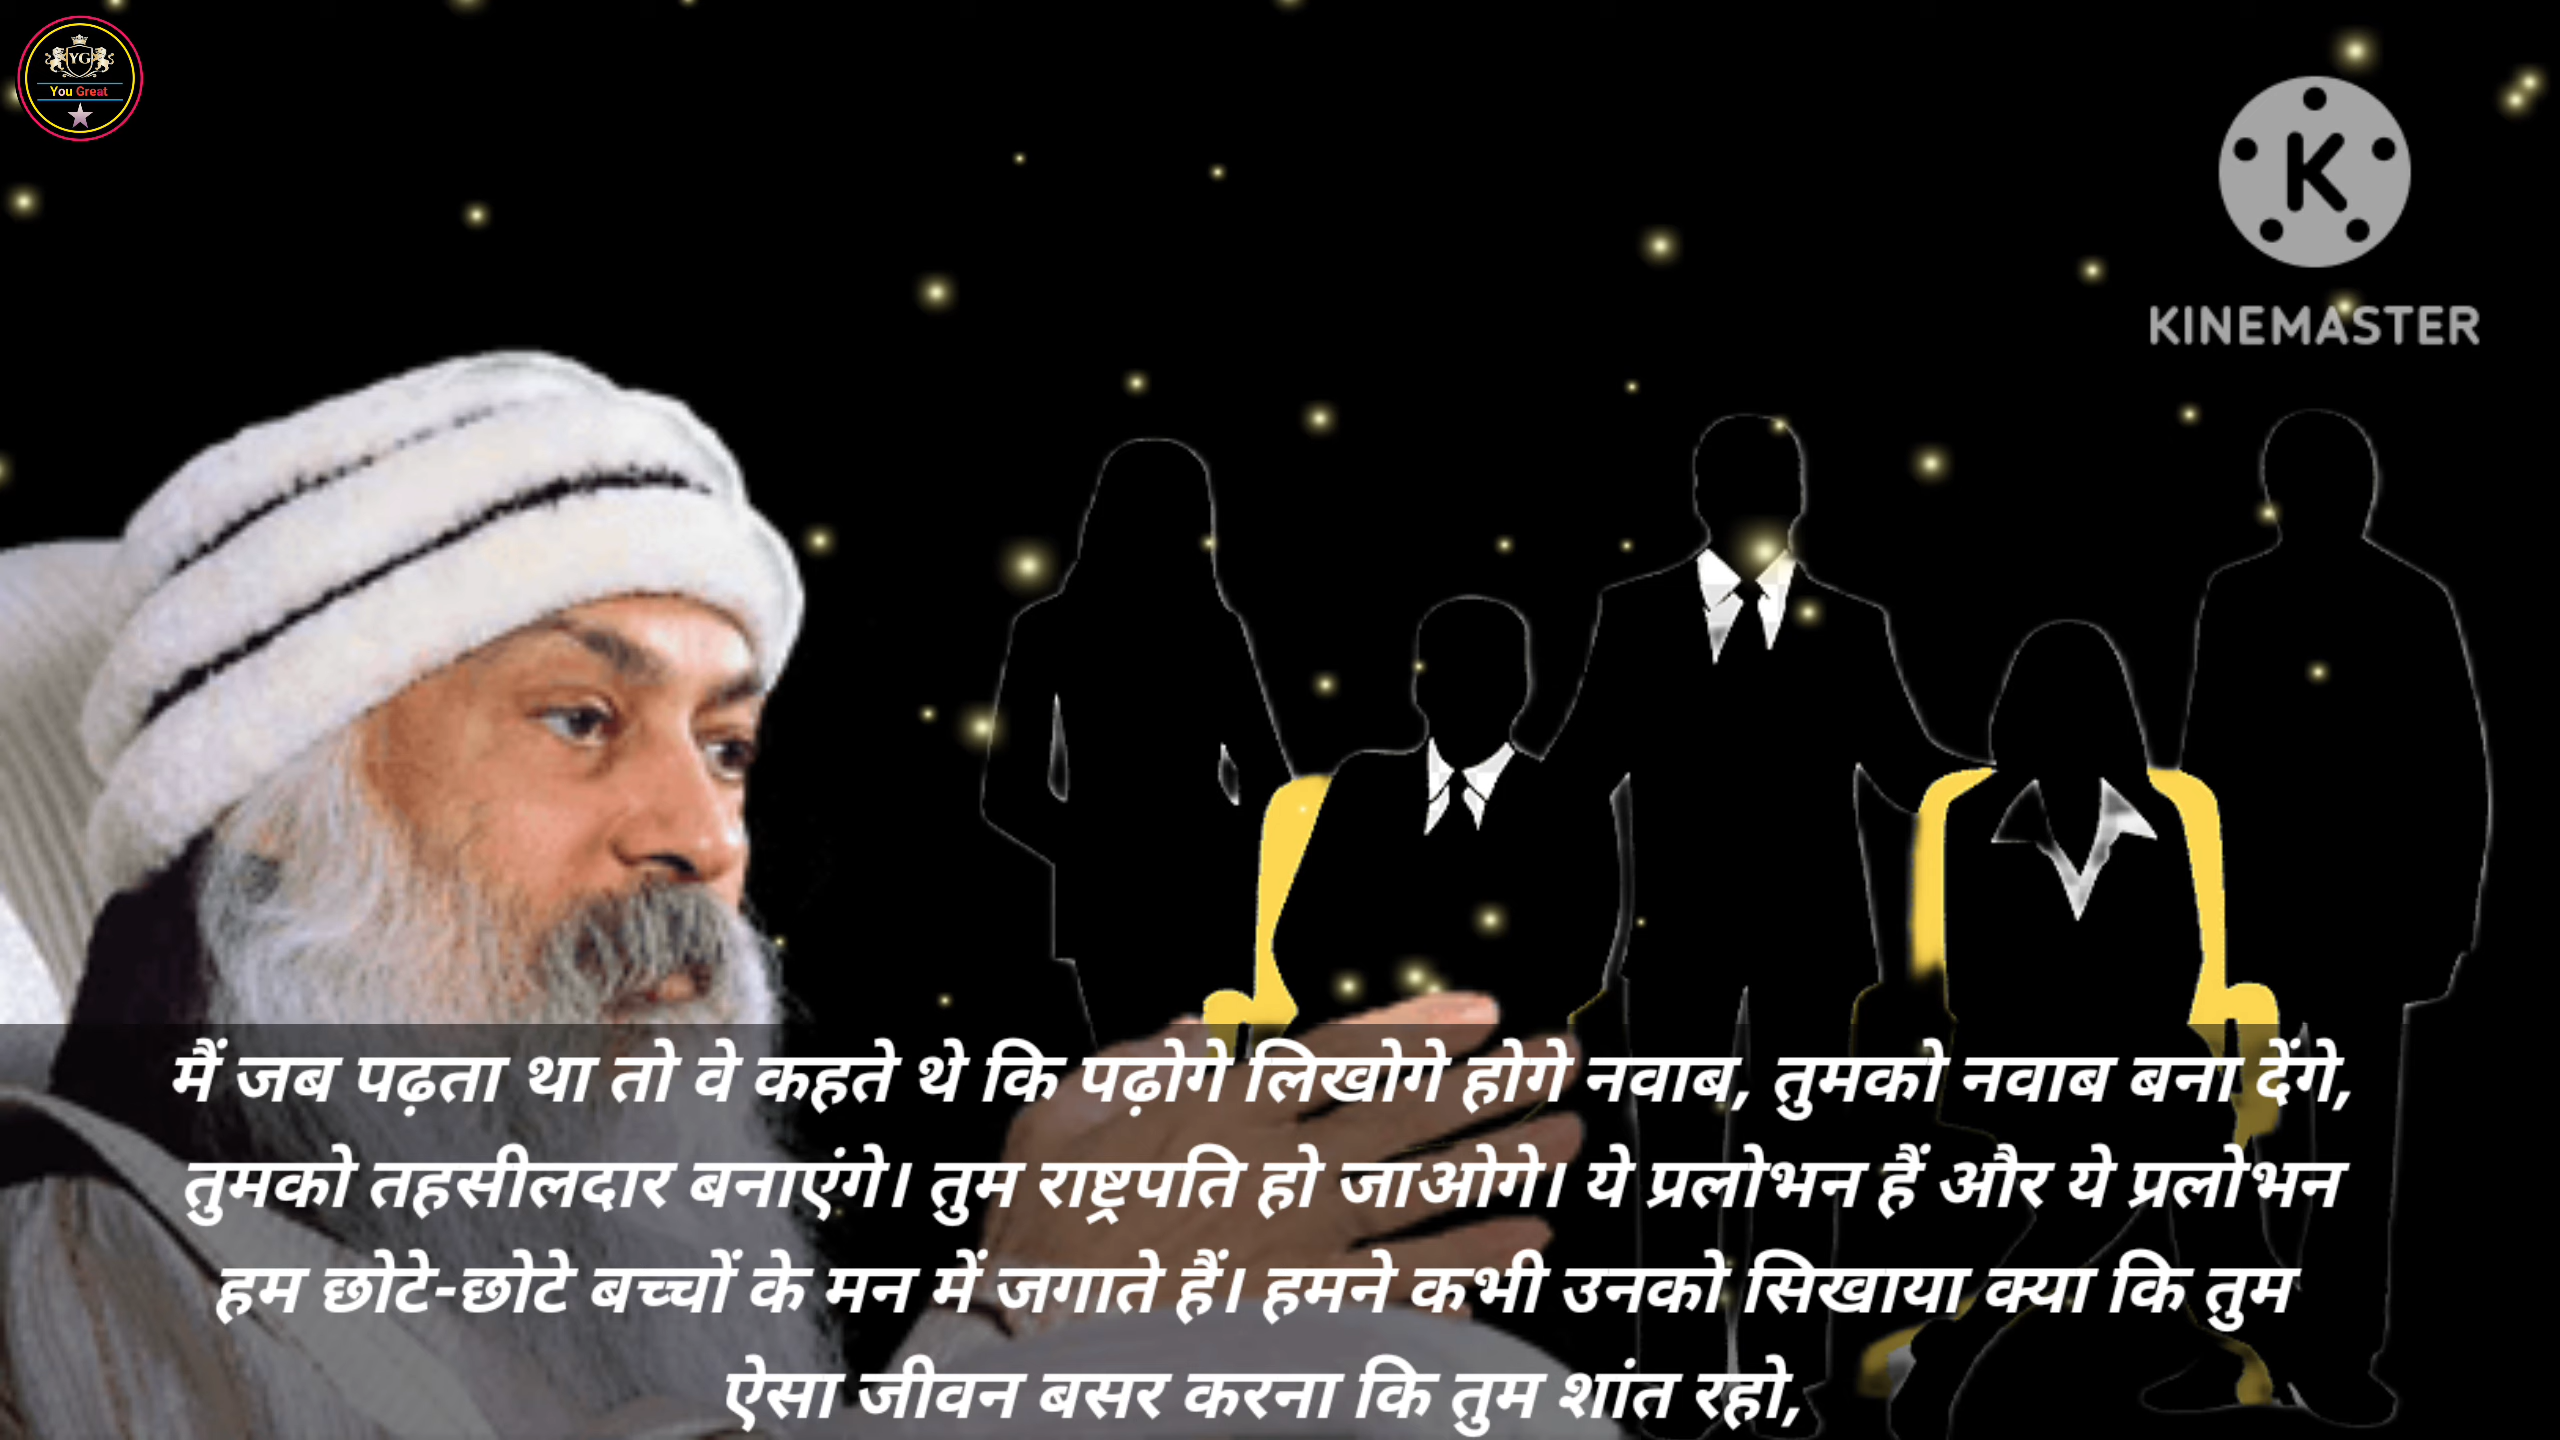 YG
You Great
K
KINEMASTER
मैं जब पढ़ता था तो वे कहते थे कि पढ़ोगे लिखोगे होगे नवाब, तुमको नवाब बना देंगे,
तुमको तहसीलदार बनाएंगे। तुम राष्ट्रपति हो जाओगे। ये प्रलोभन हैं और ये प्रलोभन
हम छोटे-छोटे बच्चों के मन में जगाते हैं। हमने कभी उनको सिखाया क्या कि तुम
ऐसा जीवन बसर करना कि तुम शांत रहो,